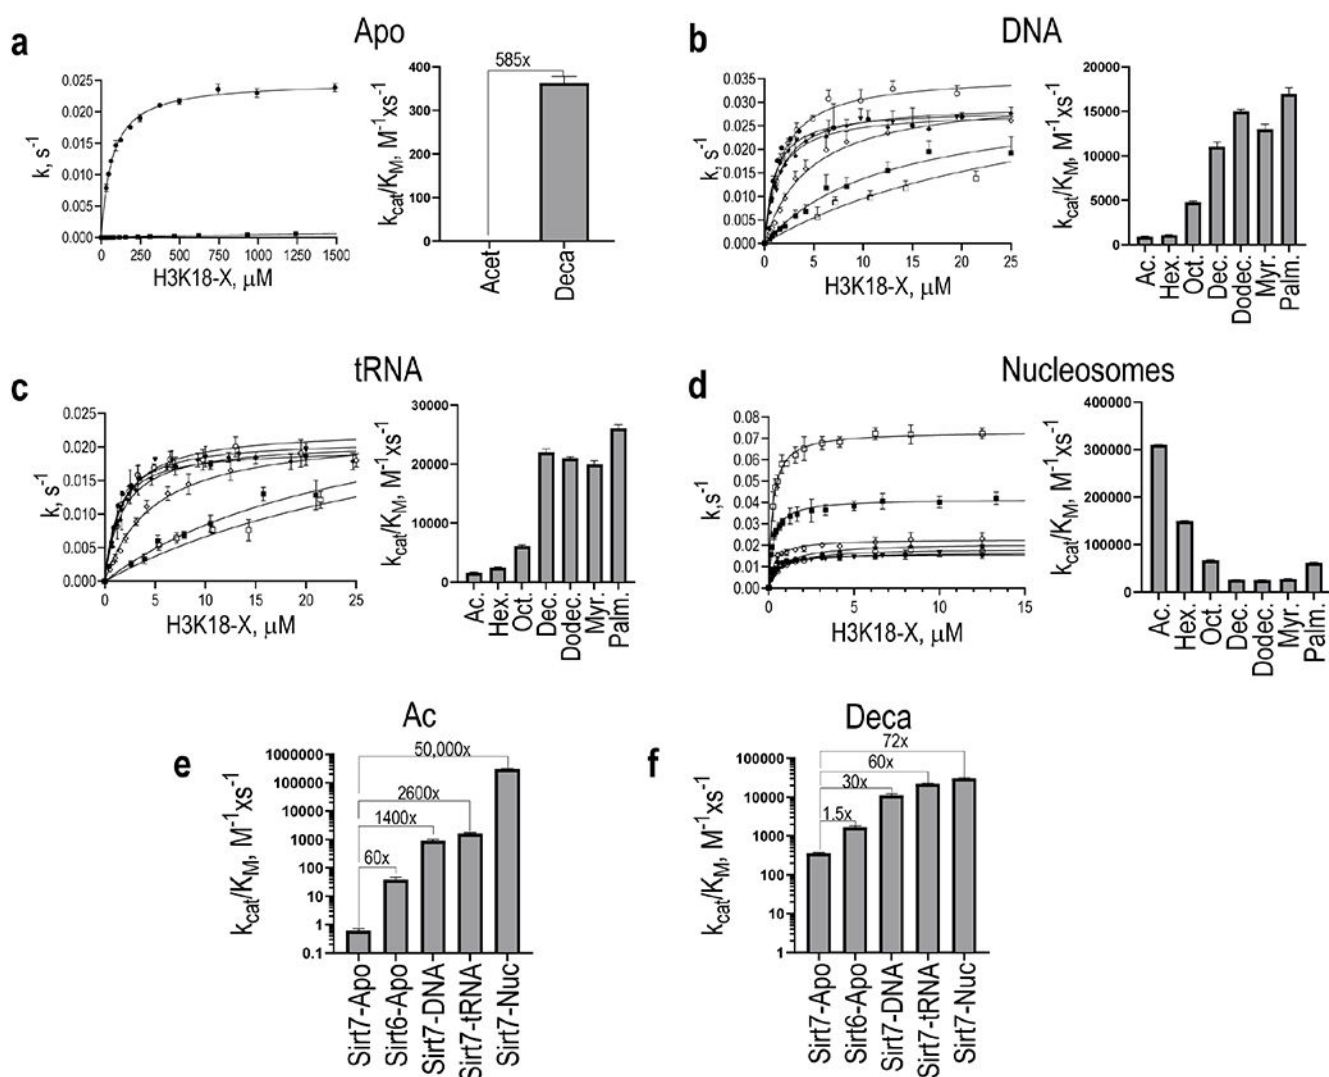 a
Apo
k, s-1
0.025
0.020
0.015
0.010
0.005
0.000
0 250 500 750 1000 1250 1500
H3K18-X, μM
kcat/KM, M-1xs-1
400
300
200
100
0
585x
Acet
Deca
b
DNA
k, s-1
0.035
0.030
0.025
0.020
0.015
0.010
0.005
0.000
0 5 10 15 20 25
H3K18-X, μM
kcat/KM, M-1xs-1
20000
15000
10000
5000
0
Ac.
Hex.
Oct.
Dec.
Dodec.
Myr.
Palm.
c
tRNA
k, s-1
0.025
0.020
0.015
0.010
0.005
0.000
0 5 10 15 20 25
H3K18-X, μM
kcat/KM, M-1xs-1
30000
20000
10000
0
Ac.
Hex.
Oct.
Dec.
Dodec.
Myr.
Palm.
d
Nucleosomes
k,s-1
0.08
0.07
0.06
0.05
0.04
0.03
0.02
0.01
0.00
0 5 10 15
H3K18-X, μM
kcat/KM, M-1xs-1
400000
300000
200000
100000
0
Ac.
Hex.
Oct.
Dec.
Dodec.
Myr.
Palm.
e
Ac
kcat/KM, M-1xs-1
1000000
100000
10000
1000
100
10
1
0.1
50,000x
2600x
1400x
60x
Sirt7-Apo
Sirt6-Apo
Sirt7-DNA
Sirt7-tRNA
Sirt7-Nuc
f
Deca
kcat/KM, M-1xs-1
100000
10000
1000
100
10
1
72x
60x
30x
1.5x
Sirt7-Apo
Sirt6-Apo
Sirt7-DNA
Sirt7-tRNA
Sirt7-Nuc